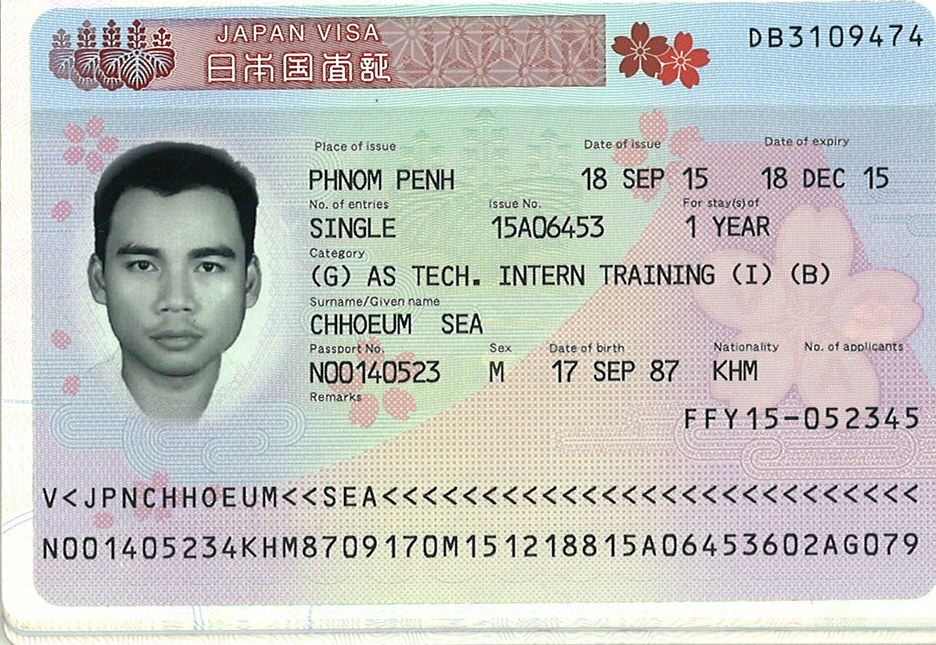 JAPAN VISA
日本国査証
DB3109474
Place of issue Date of issue Date of expiry
PHNOM PENH 18 SEP 15 18 DEC 15
No. of entries Issue No. For stay(s) of
SINGLE 15A06453 1 YEAR
Category
(G) AS TECH. INTERN TRAINING (I) (B)
Surname/Given name
CHHOEUM SEA
Passport No. Sex Date of birth Nationality No. of applicants
N00140523 M 17 SEP 87 KHM
Remarks
FFY15-052345
V<JPNCHHOEUM<<SEA<<<<<<<<<<<<<<<<<<<<<<<<<<<
N001405234KHM8709170M151218815A06453602AG079